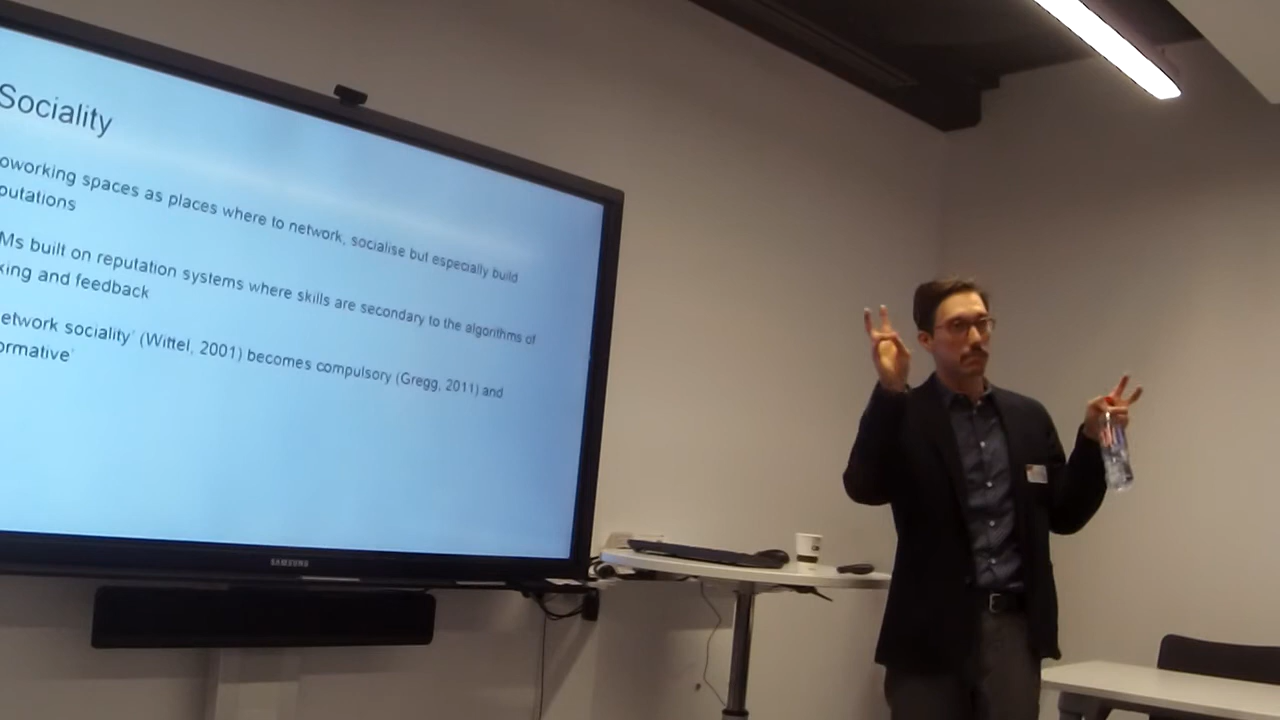 Sociality
oworking spaces as places where to network, socialise but especially build
putations
Ms built on reputation systems where skills are secondary to the algorithms of
king and feedback
etwork sociality' (Wittel, 2001) becomes compulsory (Gregg, 2011) and
ormative'
SAMSUNG